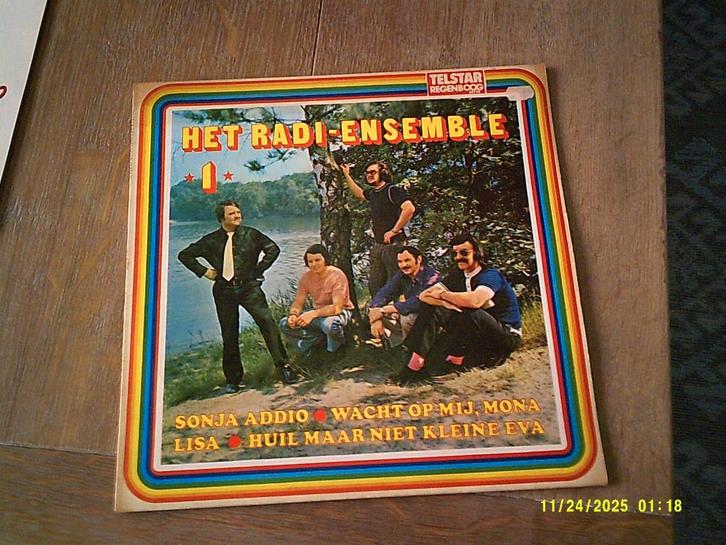 TELSTAR
REGENBOOG
HET RADI-ENSEMBLE
*1*
SONJA ADDIO • WACHT OP MIJ, MONA
LISA • HUIL MAAR NIET KLEINE EVA
11/24/2025 01:18